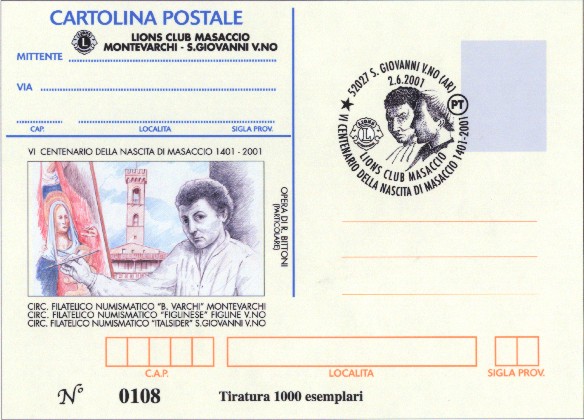 CARTOLINA POSTALE
LIONS CLUB MASACCIO
MONTEVARCHI - S.GIOVANNI V.NO
MITTENTE
VIA
CAP. LOCALITA SIGLA PROV.
VI CENTENARIO DELLA NASCITA DI MASACCIO 1401 - 2001
OPERA DI R. BITTONI
(PARTICOLARE)
CIRC. FILATELICO NUMISMATICO "B. VARCHI" MONTEVARCHI
CIRC. FILATELICO NUMISMATICO "FIGLINESE" FIGLINE V.NO
CIRC. FILATELICO NUMISMATICO "ITALSIDER" S.GIOVANNI V.NO
52027 S. GIOVANNI V.NO (AR)
2.6.2001
PT
LIONS
L
LIONS CLUB MASACCIO
VI CENTENARIO DELLA NASCITA DI MASACCIO 1401-2001
C.A.P. LOCALITA SIGLA PROV.
N° 0108 Tiratura 1000 esemplari